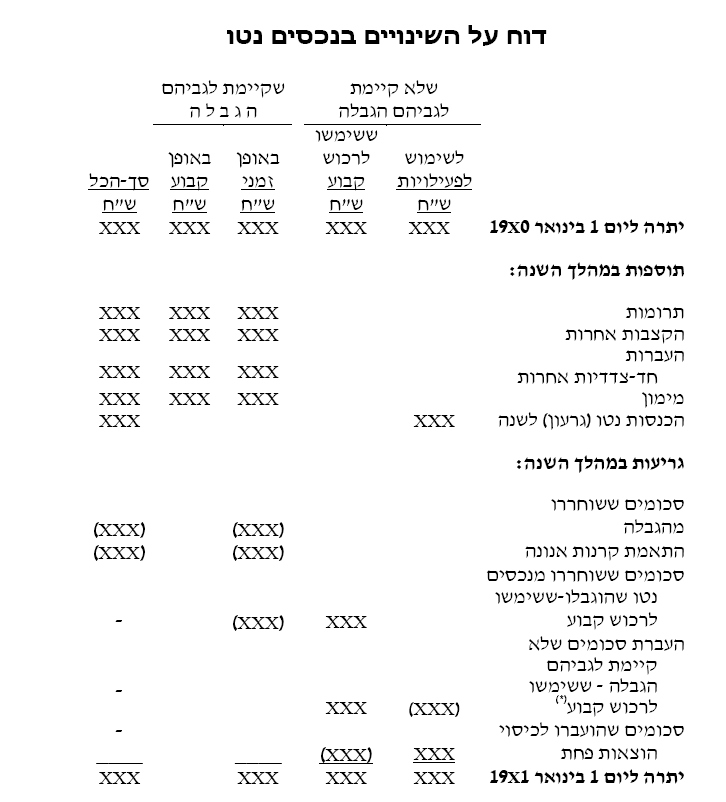 דוח על השינויים בנכסים נטו
שלא קיימת שקיימת לגביהם
לגביהם הגבלה ה ג ב ל ה
ששימשו
לשימוש לרכוש באופן באופן
לפעילויות קבוע זמני קבוע סך-הכל
ש״ח ש״ח ש״ח ש״ח ש״ח
יתרה ליום 1 בינואר 19X0 XXX XXX XXX XXX XXX
תוספות במהלך השנה:
תרומות XXX XXX XXX
הקצבות אחרות XXX XXX XXX
העברות
חד-צדדיות אחרות XXX XXX XXX
מימון XXX XXX XXX
הכנסות נטו (גרעון) לשנה XXX XXX
גריעות במהלך השנה:
סכומים ששוחררו
מהגבלה (XXX) (XXX)
התאמת קרנות אנונה (XXX) (XXX)
סכומים ששוחררו מנכסים
נטו שהוגבלו-ששימשו
לרכוש קבוע XXX (XXX) -
העברת סכומים שלא
קיימת לגביהם
הגבלה - ששימשו -
לרכוש קבוע(*) (XXX) XXX
סכומים שהועברו לכיסוי -
הוצאות פחת XXX (XXX)
יתרה ליום 1 בינואר 19X1 XXX XXX XXX XXX